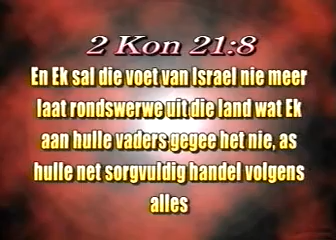 2 Kon 21:8
En Ek sal die voet van Israel nie meer
laat rondswerwe uit die land wat Ek
aan hulle vaders gegee het nie, as
hulle net sorgvuldig handel volgens
alles